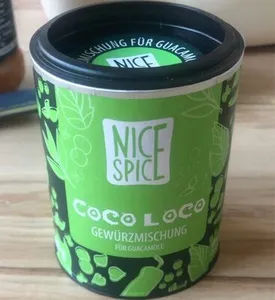 MISCHUNG FÜR GUACAMOLE
NICE
NICE
SPICE
COCO LOCO
GEWÜRZMISCHUNG
FÜR GUACAMOLE